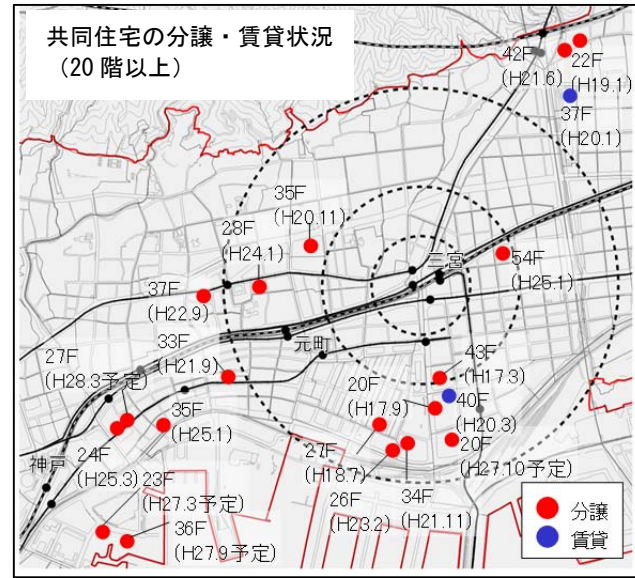 共同住宅の分譲・賃貸状況
（20 階以上）
42F
(H21.6)
22F
(H19.1)
37F
(H20.1)
35F
(H20.11)
28F
(H24.1)
三宮
54F
(H25.1)
37F
(H22.9)
33F
(H21.9)
元町
27F
(H28.3予定)
43F
(H17.3)
20F
(H17.9)
40F
(H20.3)
35F
(H25.1)
20F
(H27.10予定)
27F
(H18.7)
神戸
24F
(H25.3)
34F
(H21.11)
26F
(H23.2)
23F
(H27.3予定)
36F
(H27.9予定)
分譲
賃貸